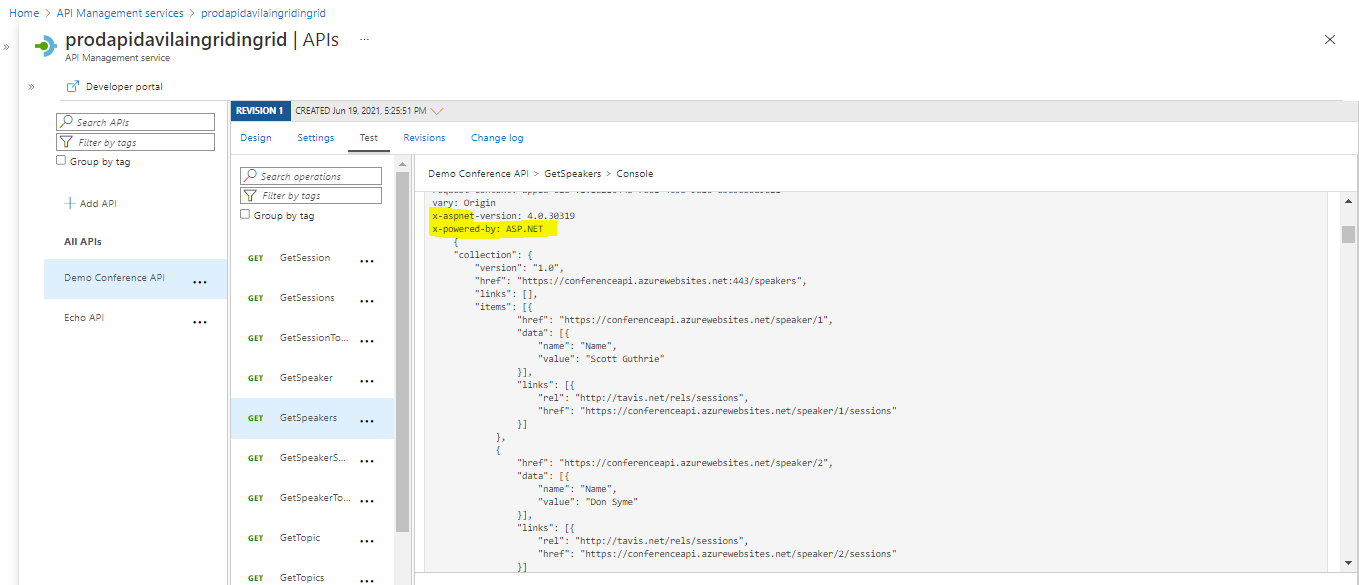 Home > API Management services > prodapidavilaingridingrid
prodapidavilaingridingrid | APIs ...
API Management service
Developer portal
Search APIs
Filter by tags
Group by tag
Add API
All APIs
Demo Conference API ...
Echo API ...
REVISION 1 CREATED Jun 19, 2021, 5:25:51 PM
Design Settings Test Revisions Change log
Search operations
Filter by tags
Group by tag
GET GetSession ...
GET GetSessions ...
GET GetSessionTo... ...
GET GetSpeaker ...
GET GetSpeakers ...
GET GetSpeakerS... ...
GET GetSpeakerTo... ...
GET GetTopic ...
GET GetTopics ...
Demo Conference API > GetSpeakers > Console
vary: Origin
x-aspnet-version: 4.0.30319
x-powered-by: ASP.NET
{
"collection": {
"version": "1.0",
"href": "https://conferenceapi.azurewebsites.net:443/speakers",
"links": [],
"items": [{
"href": "https://conferenceapi.azurewebsites.net/speaker/1",
"data": [{
"name": "Name",
"value": "Scott Guthrie"
}],
"links": [{
"rel": "http://tavis.net/rels/sessions",
"href": "https://conferenceapi.azurewebsites.net/speaker/1/sessions"
}]
},
{
"href": "https://conferenceapi.azurewebsites.net/speaker/2",
"data": [{
"name": "Name",
"value": "Don Syme"
}],
"links": [{
"rel": "http://tavis.net/rels/sessions",
"href": "https://conferenceapi.azurewebsites.net/speaker/2/sessions"
}]